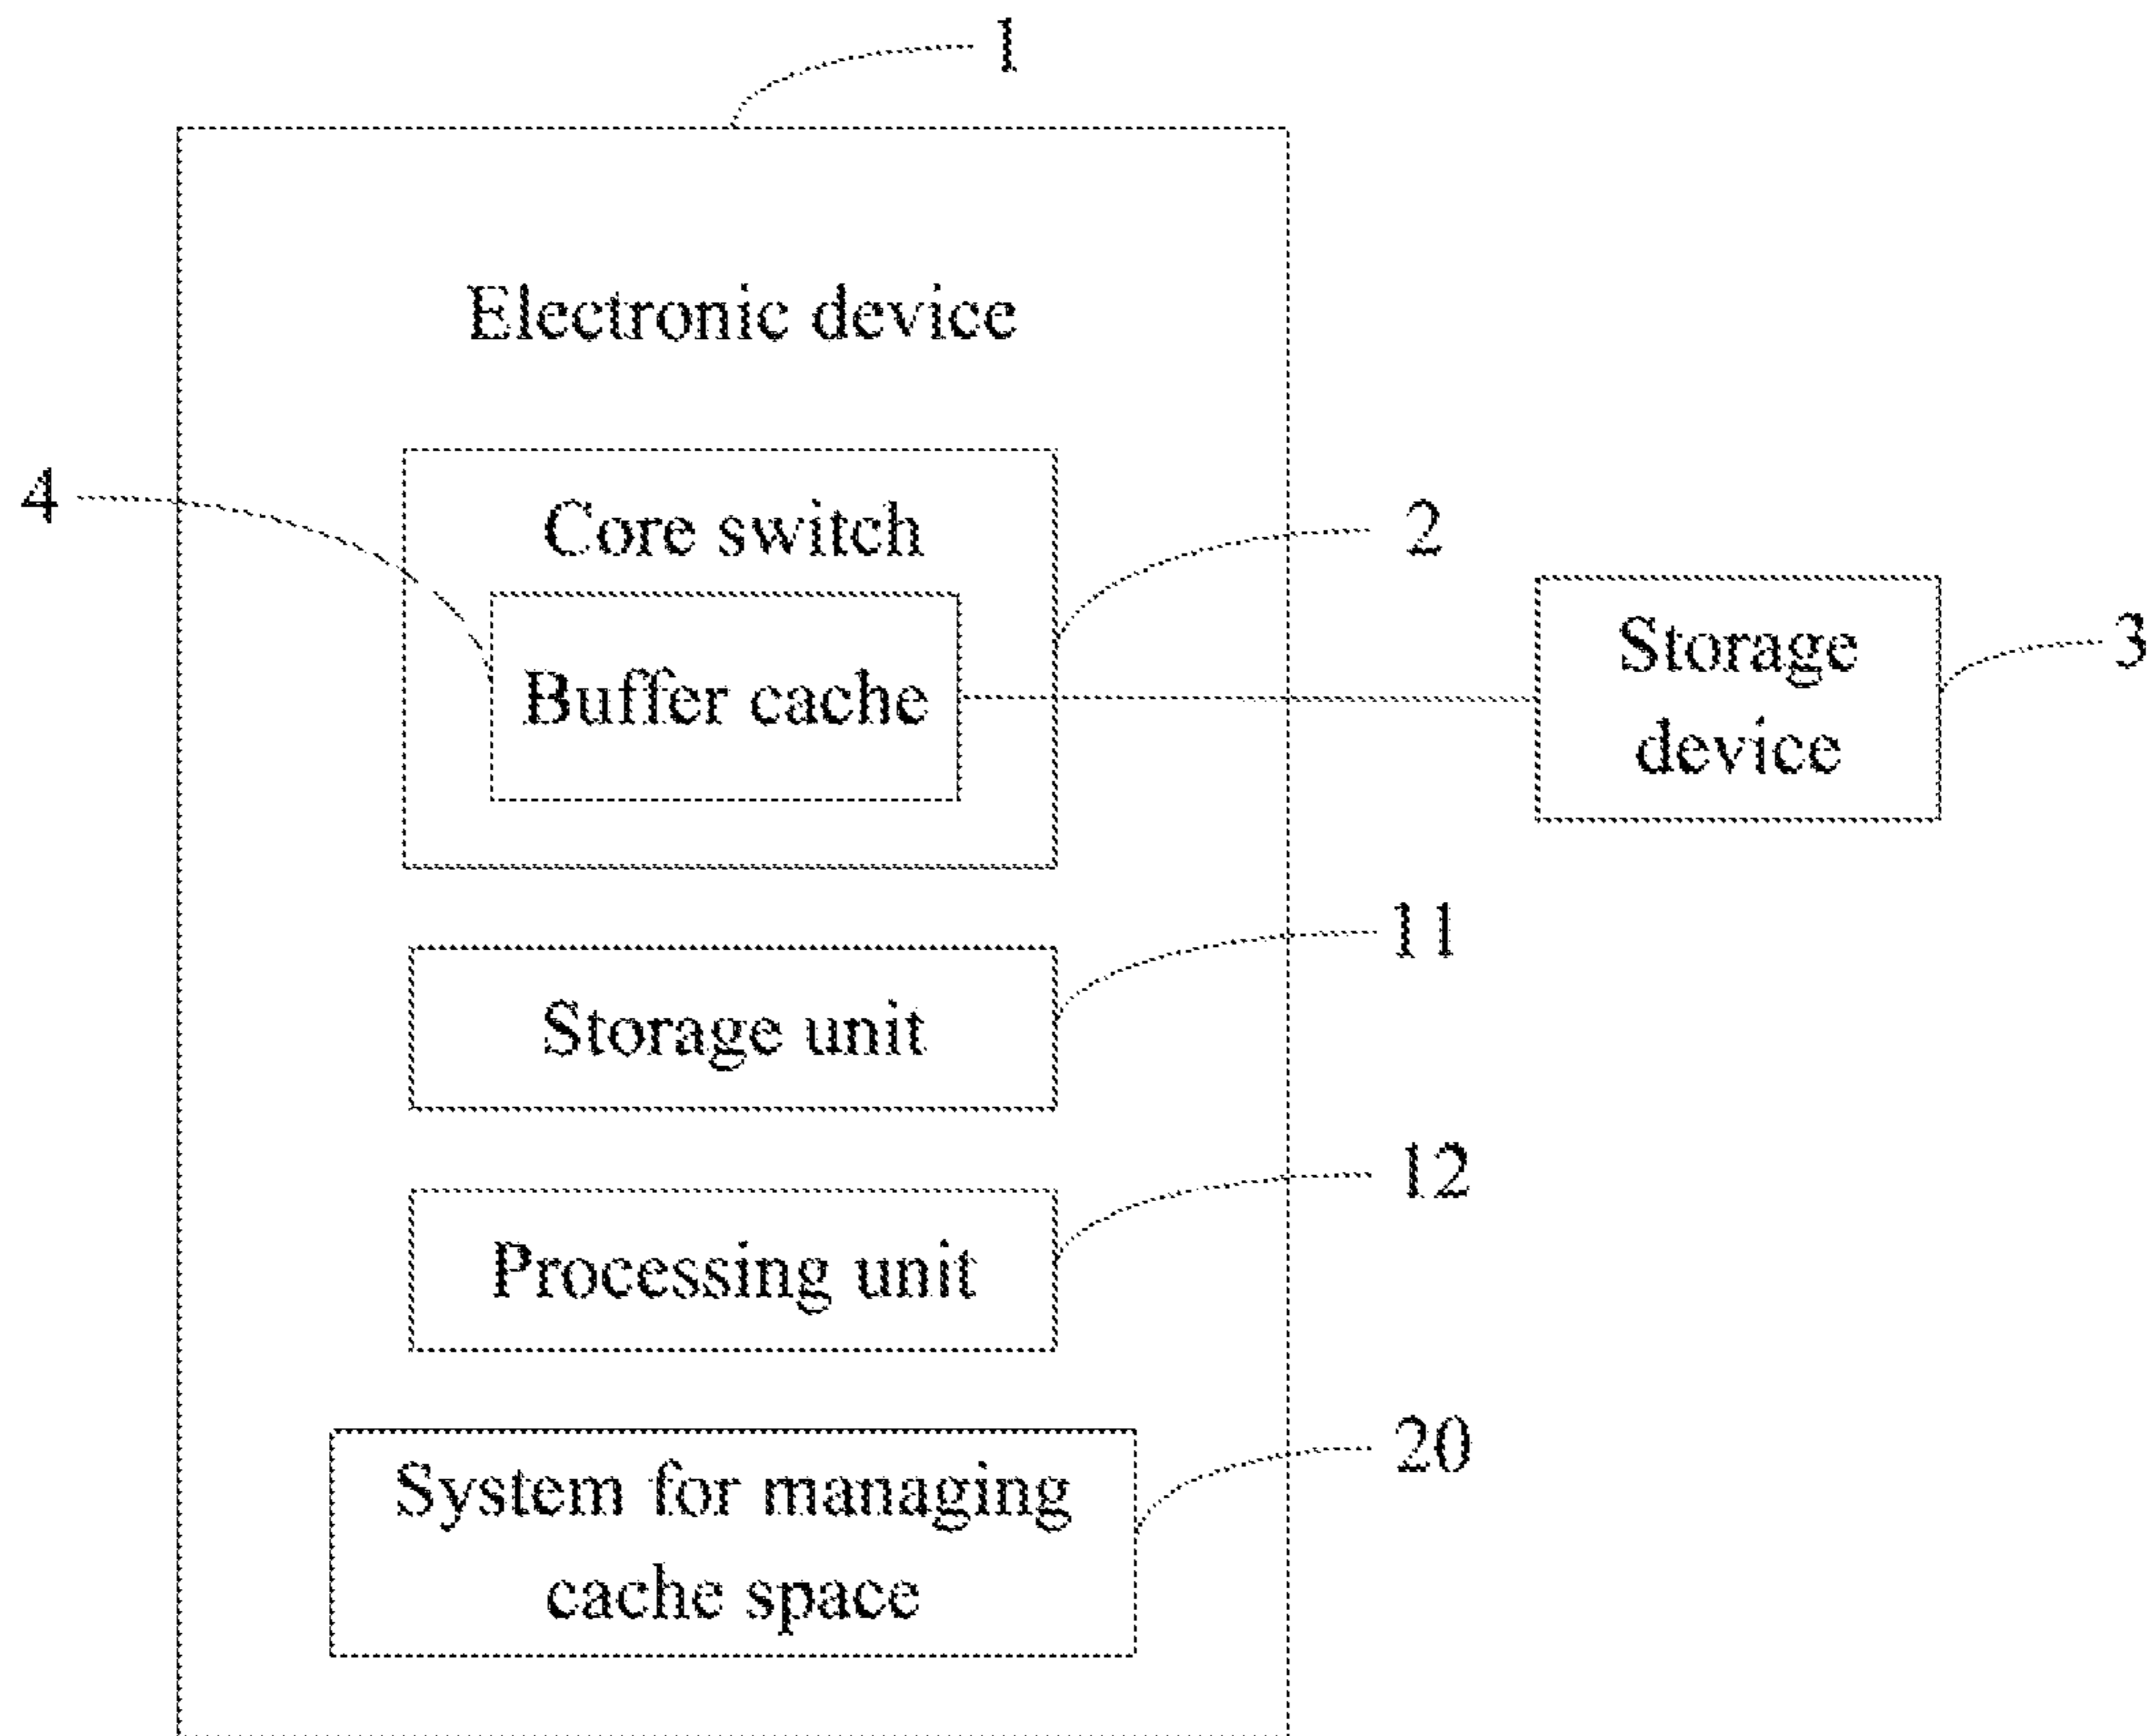 1
Electronic device
4
Core switch
2
Buffer cache
Storage
device
3
11
Storage unit
12
Processing unit
20
System for managing
cache space